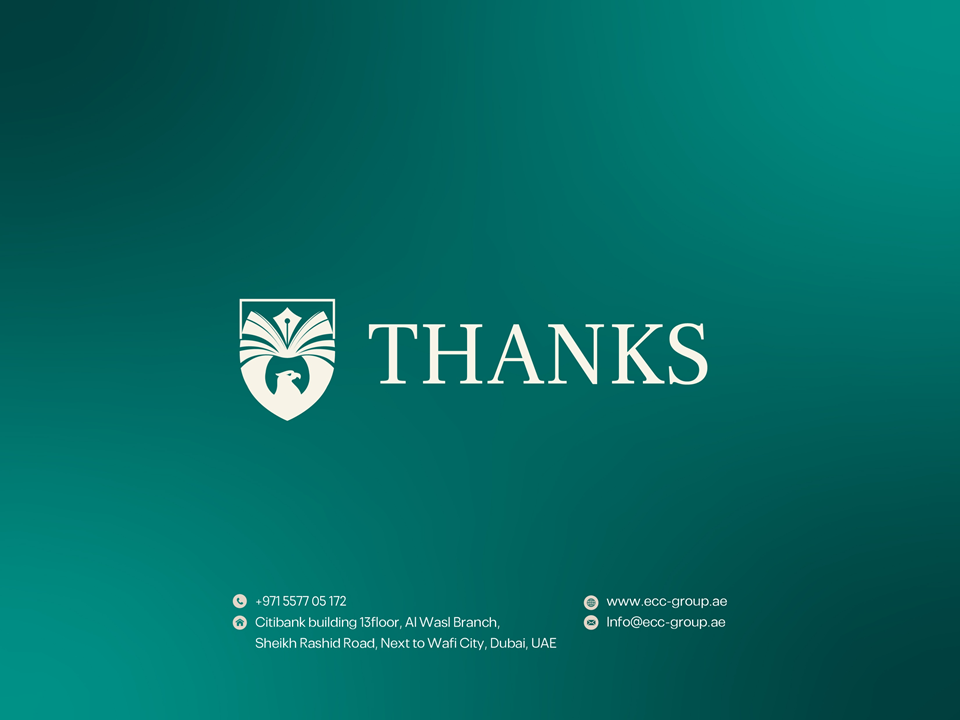 THANKS
+971 5577 05 172
Citibank building 13floor, Al Wasl Branch,
Sheikh Rashid Road, Next to Wafi City, Dubai, UAE
www.ecc-group.ae
Info@ecc-group.ae